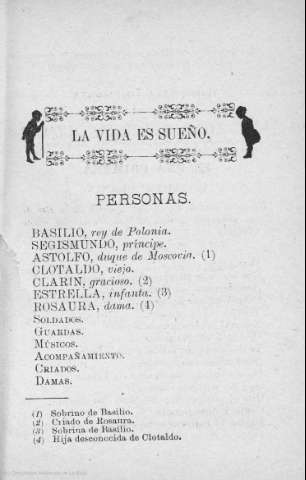 LA VIDA ES SUEÑO.
PERSONAS.
BASILIO, rey de Polonia.
SEGISMUNDO, príncipe.
ASTOLFO, duque de Moscovia. (1)
CLOTALDO, viejo.
CLARIN, gracioso. (2)
ESTRELLA, infanta. (3)
ROSAURA, dama. (4)
SOLDADOS.
GUARDAS.
MÚSICOS.
ACOMPAÑAMIENTO.
CRIADOS.
DAMAS.
(1) Sobrino de Basilio.
(2) Criado de Rosaura.
(3) Sobrina de Basilio.
(4) Hija desconocida de Clotaldo.